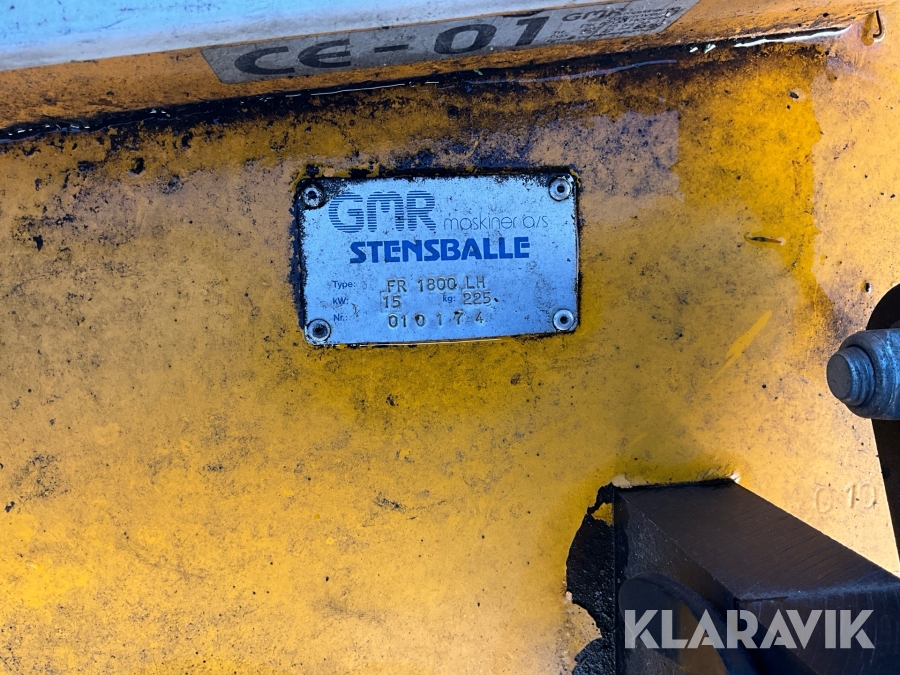 CE-01
GMR maskiner a/s
STENSBALLE
Type: FR 1800 LH
kW: 15 kg: 225
Nr.: 010174
KLARAVIK